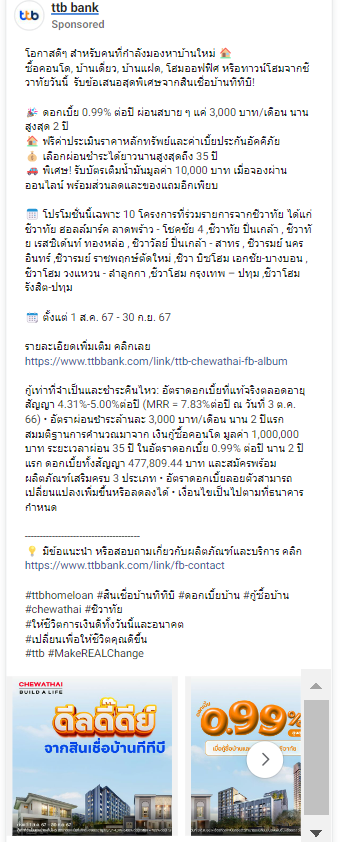 ttb
ttb bank
Sponsored
โอกาสดีๆ สำหรับคนที่กำลังมองหาบ้านใหม่ 🏠
ซื้อคอนโด, บ้านเดี่ยว, บ้านแฝด, โฮมออฟฟิศ หรือทาวน์โฮมจากชี
วาทัยวันนี้ รับข้อเสนอสุดพิเศษจากสินเชื่อบ้านทีทีบี!
🎉 ดอกเบี้ย 0.99% ต่อปี ผ่อนสบาย ๆ แค่ 3,000 บาท/เดือน นาน
สูงสุด 2 ปี
🏠 ฟรีค่าประเมินราคาหลักทรัพย์และค่าเบี้ยประกันอัคคีภัย
👍 เลือกผ่อนชำระได้ยาวนานสูงสุดถึง 35 ปี
🚗 พิเศษ! รับบัตรเติมน้ำมันมูลค่า 10,000 บาท เมื่อจองผ่าน
ออนไลน์ พร้อมส่วนลดและของแถมอีกเพียบ
🗓️ โปรโมชั่นนี้เฉพาะ 10 โครงการที่ร่วมรายการจากชีวาทัย ได้แก่
ชีวาทัย ฮอลล์มาร์ค ลาดพร้าว - โชคชัย 4 ,ชีวาทัย ปิ่นเกล้า , ชีวาทั
ย เรสซิเด้นท์ ทองหล่อ , ชีวาวัลย์ ปิ่นเกล้า - สาทร , ชีวารมย์ นคร
อินทร์ ,ชีวารมย์ ราชพฤกษ์ตัดใหม่ ,ชีวา บิซโฮม เอกชัย-บางบอน ,
ชีวาโฮม วงแหวน - ลำลูกกา ,ชีวาโฮม กรุงเทพ – ปทุม ,ชีวาโฮม
รังสิต-ปทุม
🗓️ ตั้งแต่ 1 ส.ค. 67 - 30 ก.ย. 67
รายละเอียดเพิ่มเติม คลิกเลย
https://www.ttbbank.com/link/ttb-chewathai-fb-album
กู้เท่าที่จำเป็นและชำระคืนไหว: อัตราดอกเบี้ยที่แท้จริงตลอดอายุ
สัญญา 4.31%-5.00%ต่อปี (MRR = 7.83%ต่อปี ณ วันที่ 3 ต.ค.
66) • อัตราผ่อนชำระล้านละ 3,000 บาท/เดือน นาน 2 ปีแรก
สมมติฐานการคำนวณมาจาก เงินกู้ซื้อคอนโด มูลค่า 1,000,000
บาท ระยะเวลาผ่อน 35 ปี ในอัตราดอกเบี้ย 0.99% ต่อปี นาน 2 ปี
แรก ดอกเบี้ยทั้งสัญญา 477,809.44 บาท และสมัครพร้อม
ผลิตภัณฑ์เสริมครบ 3 ประเภท • อัตราดอกเบี้ยลอยตัวสามารถ
เปลี่ยนแปลงเพิ่มขึ้นหรือลดลงได้ • เงื่อนไขเป็นไปตามที่ธนาคาร
กำหนด
--------------------------------------
💡 มีข้อแนะนำ หรือสอบถามเกี่ยวกับผลิตภัณฑ์และบริการ คลิก
https://www.ttbbank.com/link/fb-contact
#ttbhomeloan #สินเชื่อบ้านทีทีบี #ดอกเบี้ยบ้าน #กู้ซื้อบ้าน
#chewathai #ชีวาทัย
#ให้ชีวิตการเงินดีทั้งวันนี้และอนาคต
#เปลี่ยนเพื่อให้ชีวิตคุณดีขึ้น
#ttb #MakeREALChange
CHEWATHAI
BUILD A LIFE
ดีลดี๊ดีย์
จากสินเชื่อบ้านทีทีบี
0.99%